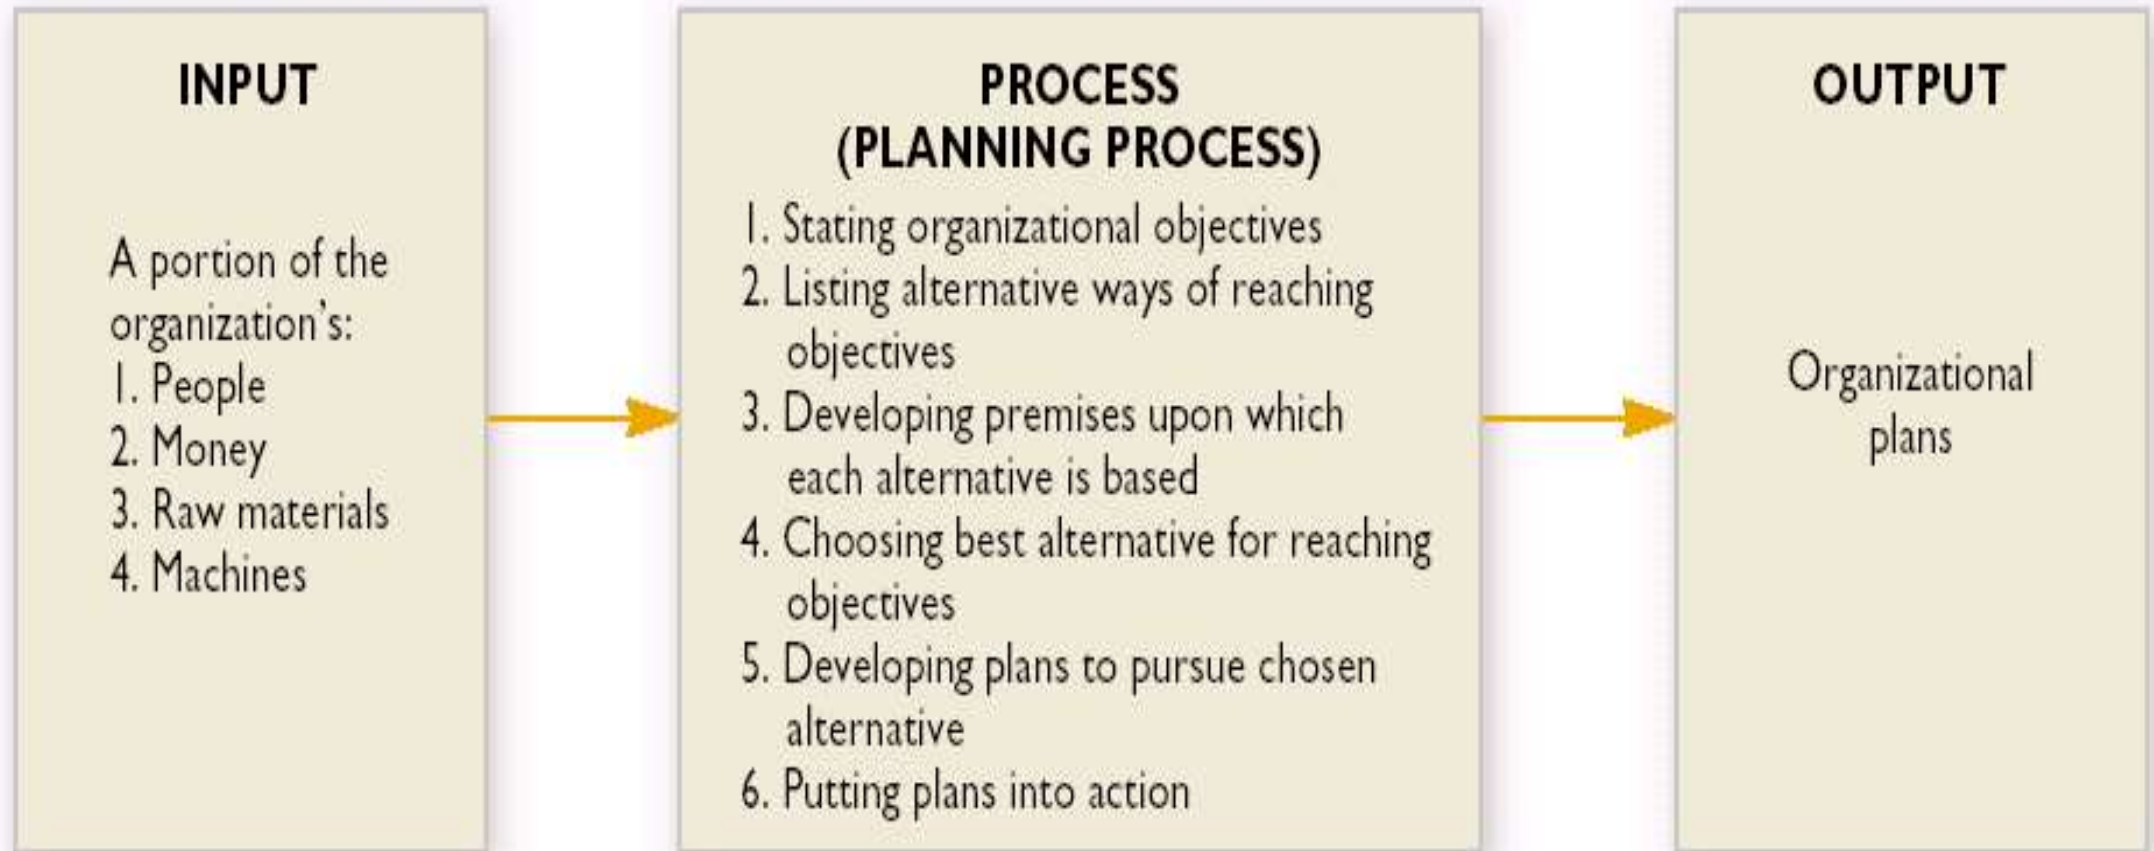 INPUT
A portion of the
organization's:
1. People
2. Money
3. Raw materials
4. Machines
PROCESS
(PLANNING PROCESS)
1. Stating organizational objectives
2. Listing alternative ways of reaching
objectives
3. Developing premises upon which
each alternative is based
4. Choosing best alternative for reaching
objectives
5. Developing plans to pursue chosen
alternative
6. Putting plans into action
OUTPUT
Organizational
plans